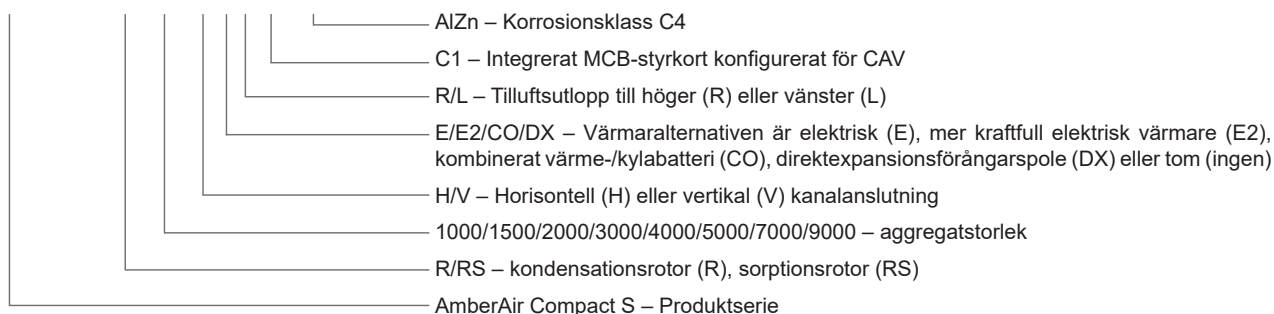 AlZn – Korrosionsklass C4
C1 – Integrerat MCB-styrkort konfigurerat för CAV
R/L – Tilluftsutlopp till höger (R) eller vänster (L)
E/E2/CO/DX – Värmaralternativen är elektrisk (E), mer kraftfull elektrisk värmare (E2),
kombinerat värme-/kylabatteri (CO), direktexpansionsförångarspole (DX) eller tom (ingen)
H/V – Horisontell (H) eller vertikal (V) kanalanslutning
1000/1500/2000/3000/4000/5000/7000/9000 – aggregatstorlek
R/RS – kondensationsrotor (R), sorptionsrotor (RS)
AmberAir Compact S – Produktserie